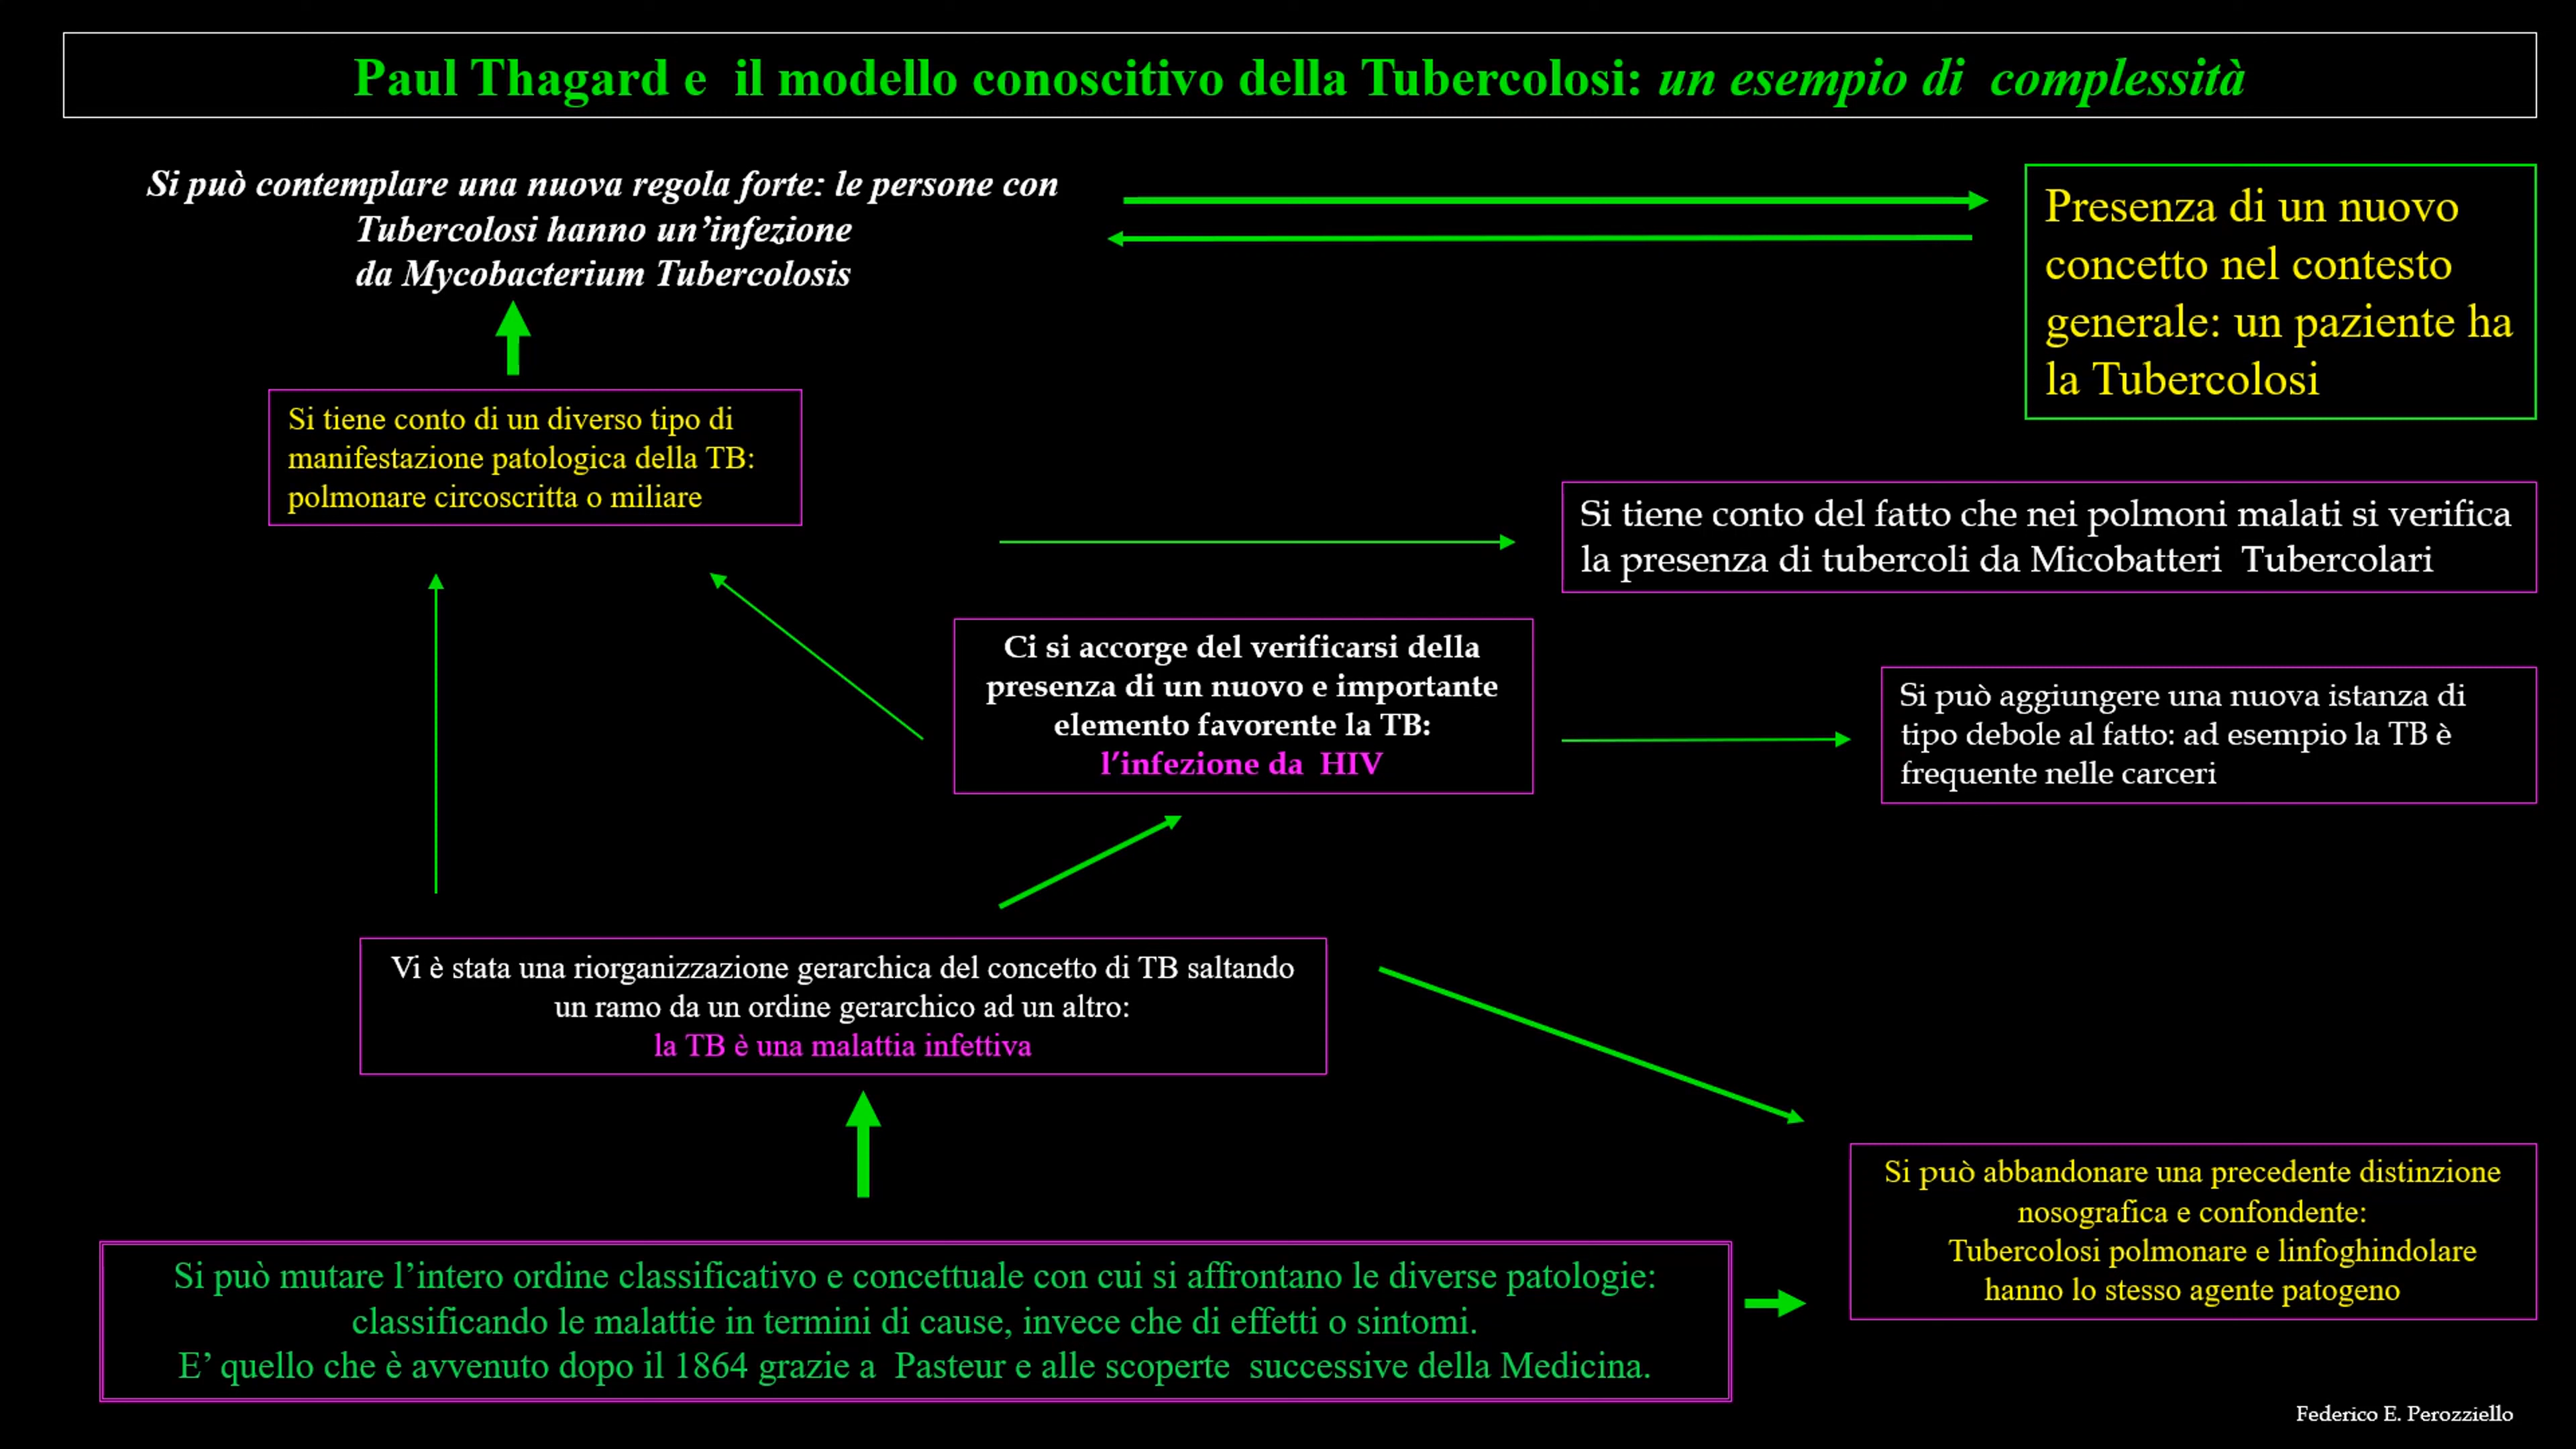 Paul Thagard e il modello conoscitivo della Tubercolosi: un esempio di complessità
Si può contemplare una nuova regola forte: le persone con
Tubercolosi hanno un’infezione
da Mycobacterium Tubercolosis
Presenza di un nuovo
concetto nel contesto
generale: un paziente ha
la Tubercolosi
Si tiene conto di un diverso tipo di
manifestazione patologica della TB:
polmonare circoscritta o miliare
Si tiene conto del fatto che nei polmoni malati si verifica
la presenza di tubercoli da Micobatteri Tubercolari
Ci si accorge del verificarsi della
presenza di un nuovo e importante
elemento favorente la TB:
l’infezione da HIV
Si può aggiungere una nuova istanza di
tipo debole al fatto: ad esempio la TB è
frequente nelle carceri
Vi è stata una riorganizzazione gerarchica del concetto di TB saltando
un ramo da un ordine gerarchico ad un altro:
la TB è una malattia infettiva
Si può abbandonare una precedente distinzione
nosografica e confondente:
Tubercolosi polmonare e linfoghindolare
hanno lo stesso agente patogeno
Si può mutare l’intero ordine classificativo e concettuale con cui si affrontano le diverse patologie:
classificando le malattie in termini di cause, invece che di effetti o sintomi.
E’ quello che è avvenuto dopo il 1864 grazie a Pasteur e alle scoperte successive della Medicina.
Federico E. Perozziello